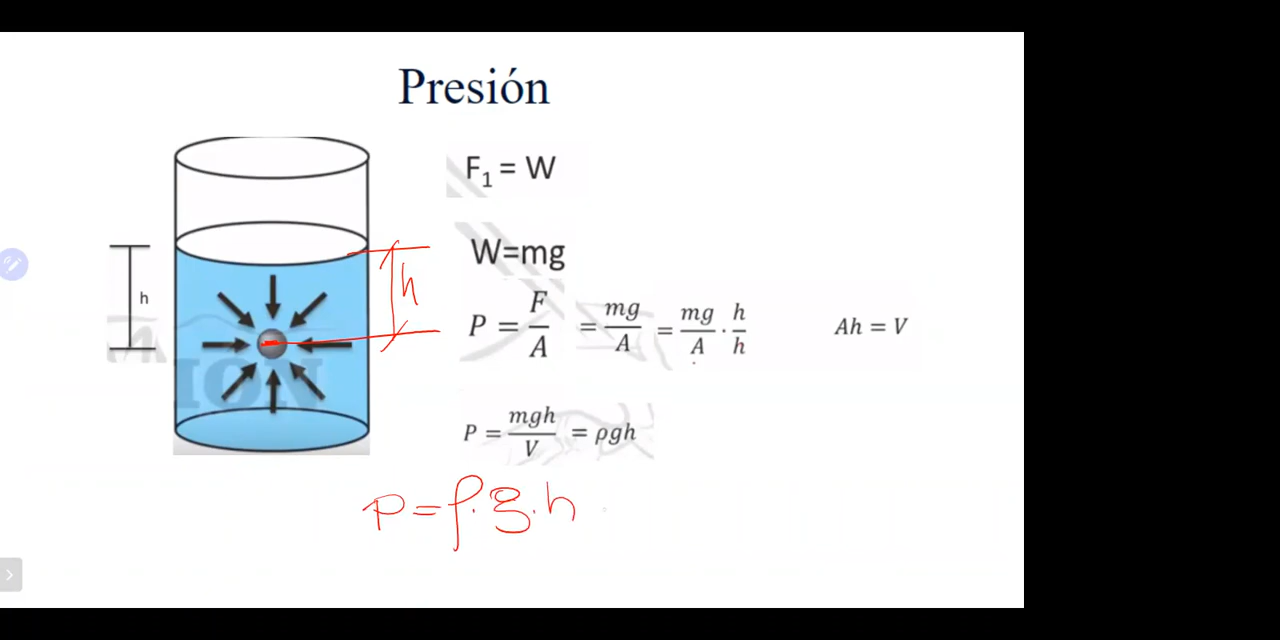 Presión
F₁ = W
W=mg
h
h
P = F/A = mg/A = mg/A · h/h
Ah = V
P = mgh/V = ρgh
P = ρ.g.h